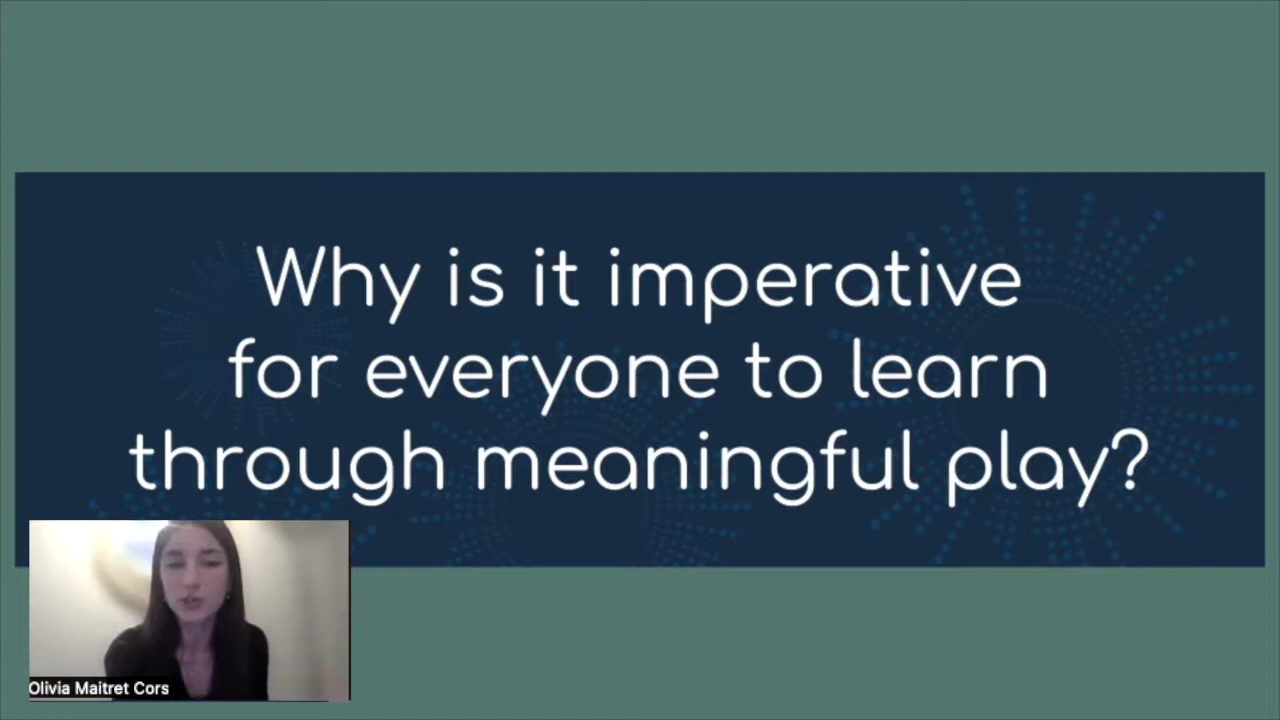 Why is it imperative
for everyone to learn
through meaningful play?
Olivia Maitret Cors